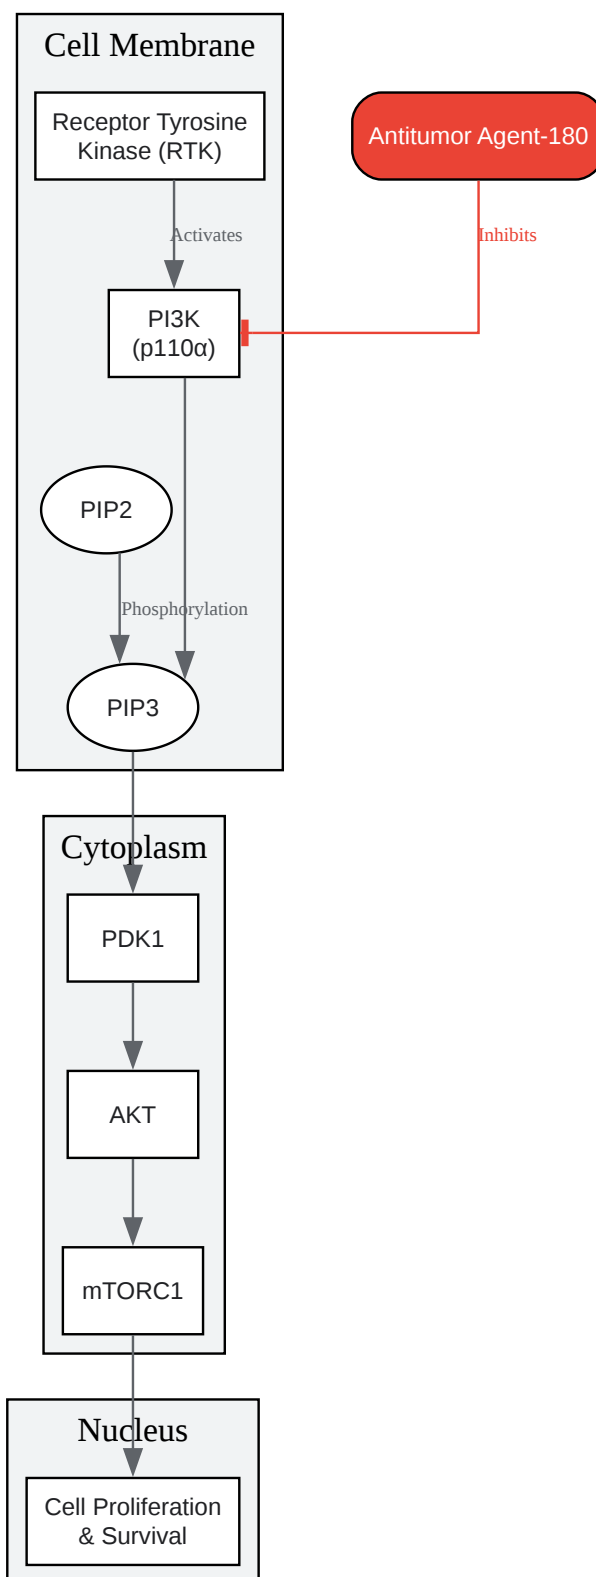 Cell Membrane
Receptor Tyrosine
Kinase (RTK)
Antitumor Agent-180
Activates
Inhibits
PI3K
(p110α)
PIP2
Phosphorylation
PIP3
Cytoplasm
PDK1
AKT
mTORC1
Nucleus
Cell Proliferation
& Survival